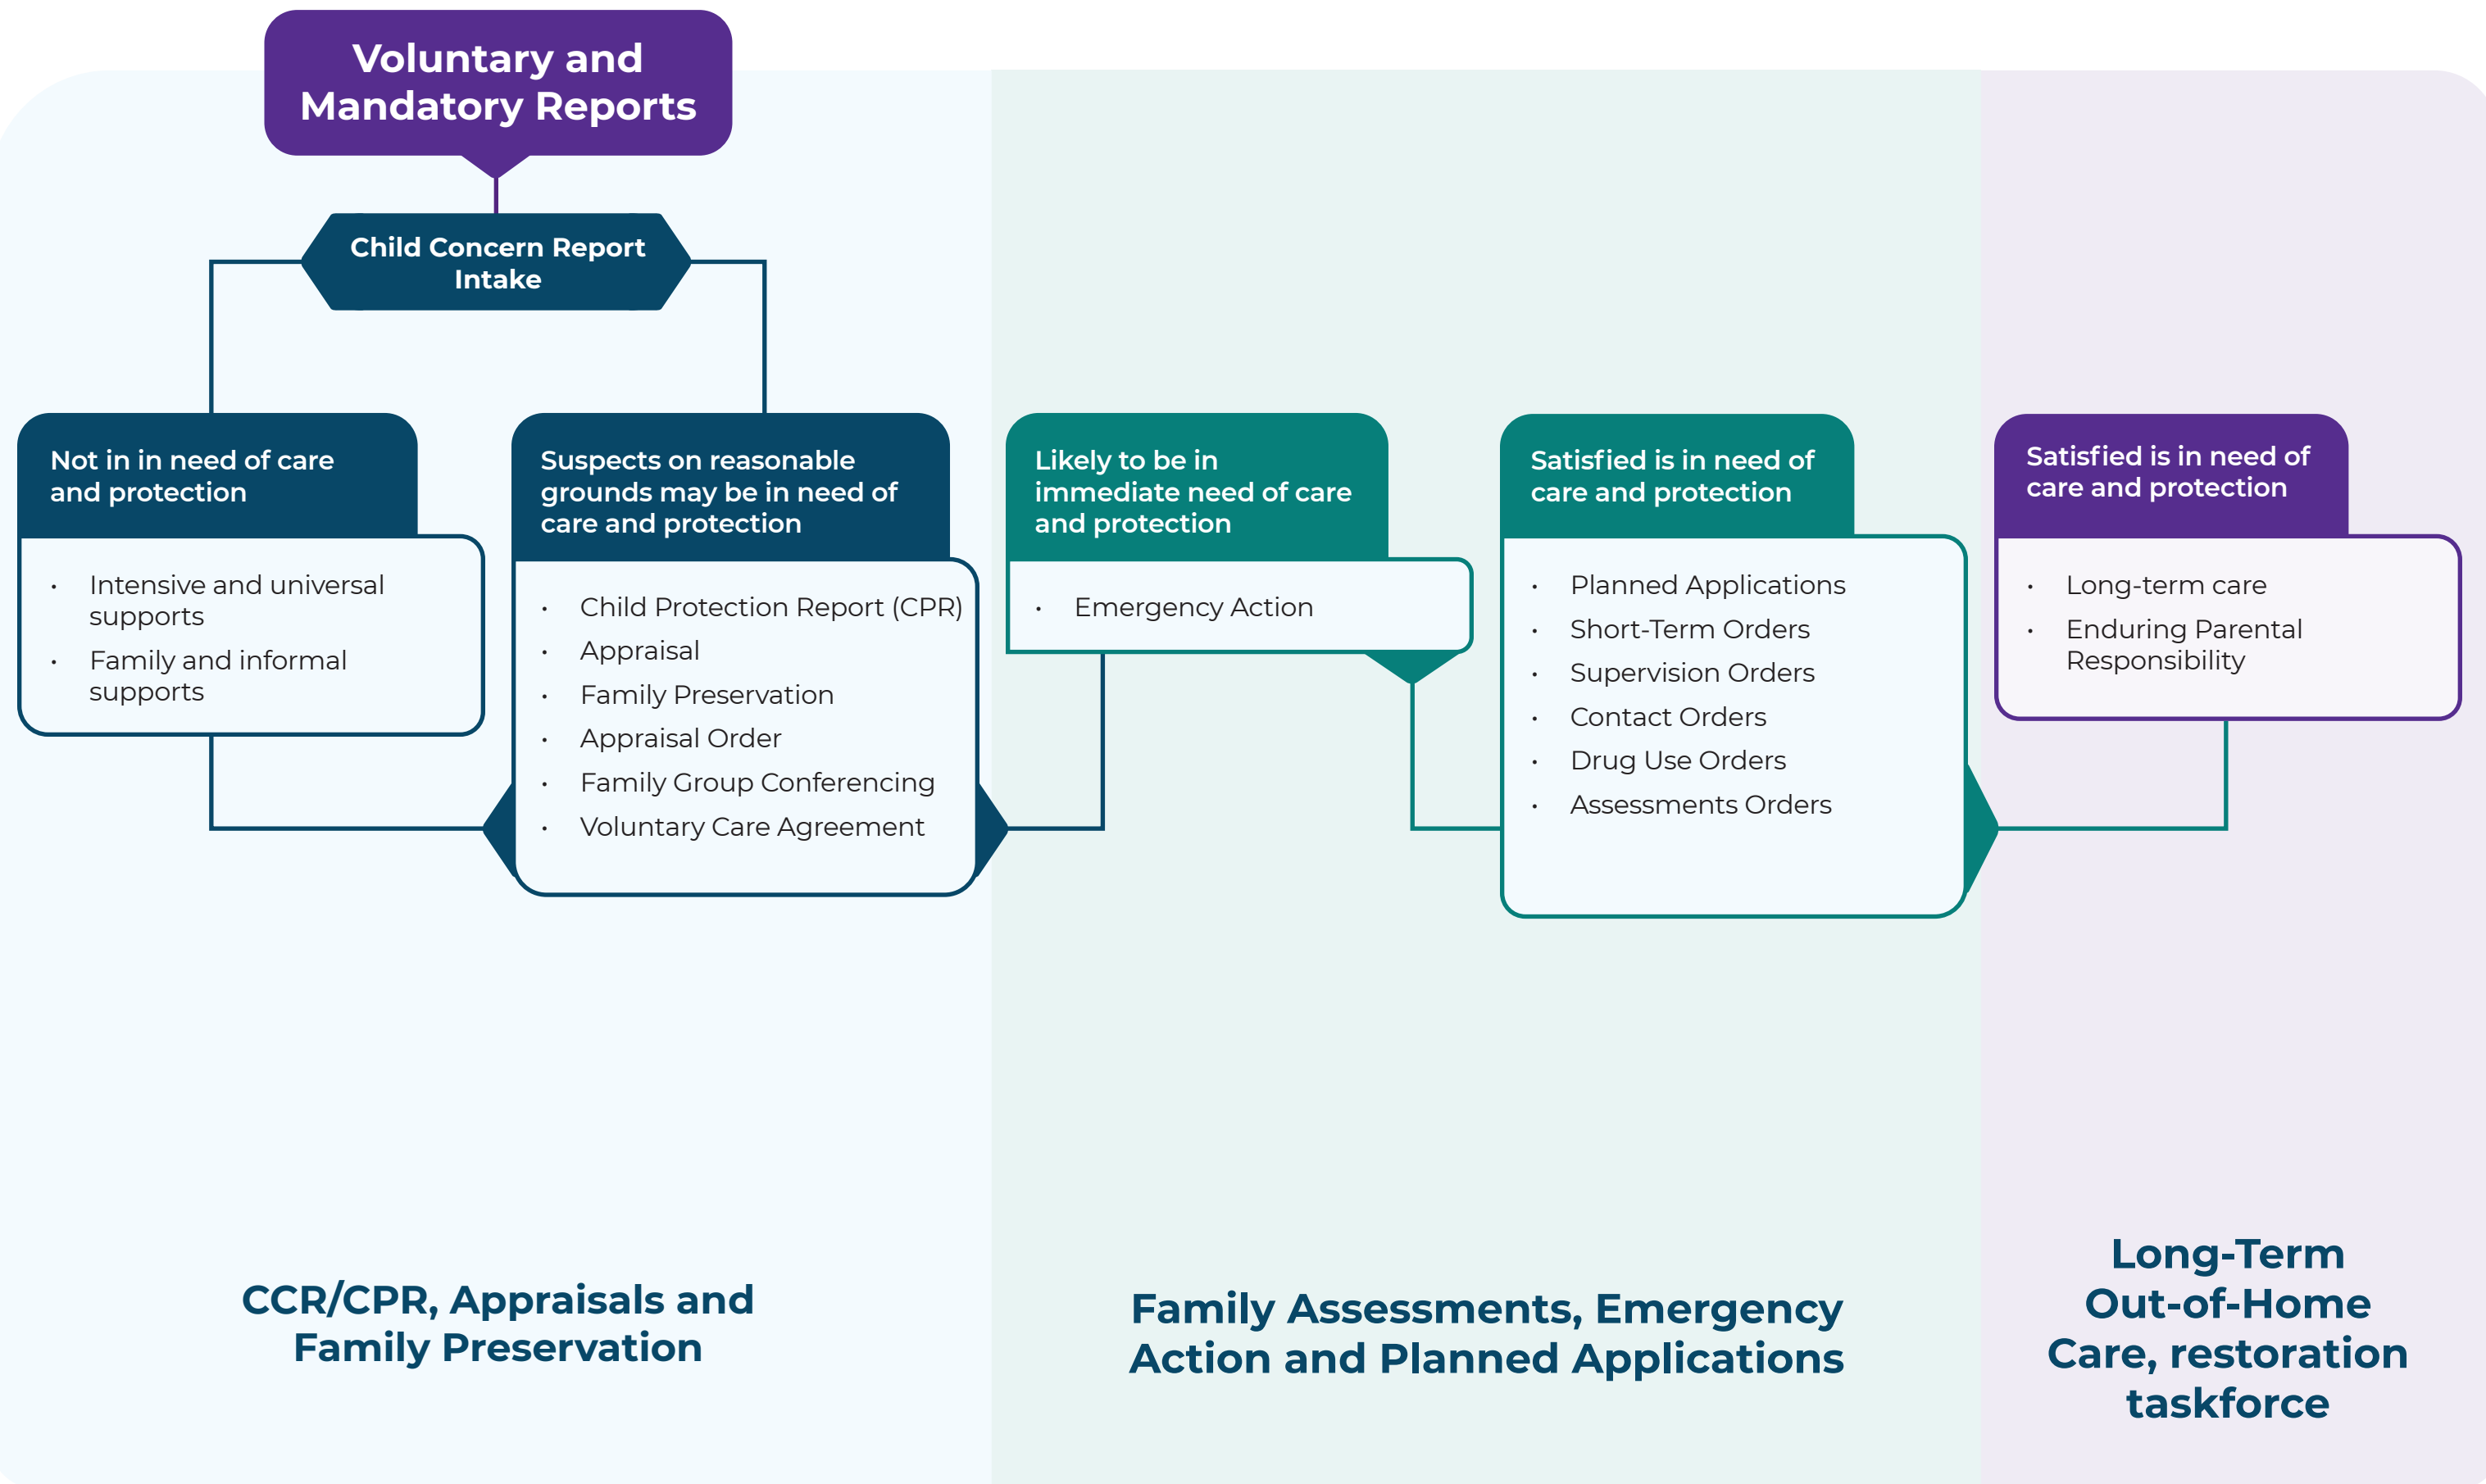 Voluntary and
Mandatory Reports
Child Concern Report
Intake
Not in in need of care
and protection
• Intensive and universal
supports
• Family and informal
supports
Suspects on reasonable
grounds may be in need of
care and protection
• Child Protection Report (CPR)
• Appraisal
• Family Preservation
• Appraisal Order
• Family Group Conferencing
• Voluntary Care Agreement
Likely to be in
immediate need of care
and protection
• Emergency Action
Satisfied is in need of
care and protection
• Planned Applications
• Short-Term Orders
• Supervision Orders
• Contact Orders
• Drug Use Orders
• Assessments Orders
Satisfied is in need of
care and protection
• Long-term care
• Enduring Parental
Responsibility
CCR/CPR, Appraisals and
Family Preservation
Family Assessments, Emergency
Action and Planned Applications
Long-Term
Out-of-Home
Care, restoration
taskforce